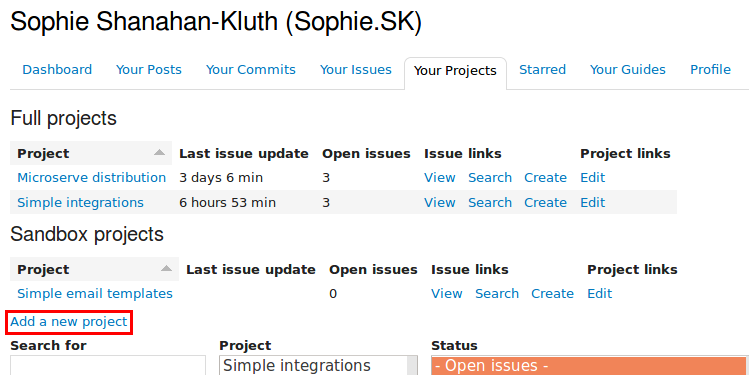 Sophie Shanahan-Kluth (Sophie.SK)
Dashboard Your Posts Your Commits Your Issues Your Projects Starred Your Guides Profile
Full projects
Project Last issue update Open issues Issue links Project links
Microserve distribution 3 days 6 min 3 View Search Create Edit
Simple integrations 6 hours 53 min 3 View Search Create Edit
Sandbox projects
Project Last issue update Open issues Issue links Project links
Simple email templates 0 View Search Create Edit
Add a new project
Search for Project Status
Simple integrations - Open issues -